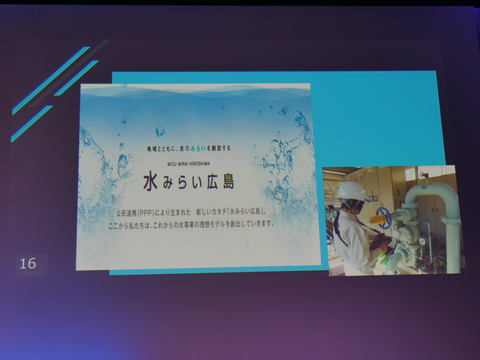 地域とともに、水のみらいを創造する
MIZU MIRAI HIROSHIMA
水みらい広島
公民連携(PPP)により生まれた 新しいカタチ「水みらい広島」。
ここから私たちは、これからの水事業の理想モデルを創出していきます。
16